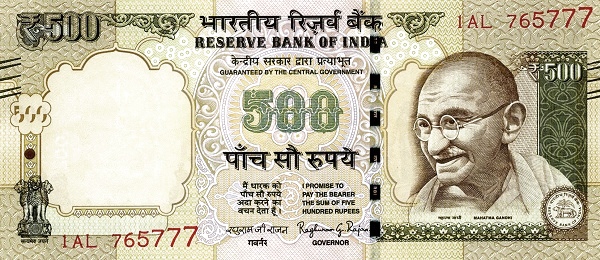 ₹500
भारतीय रिज़र्व बैंक
1AL 765777
RESERVE BANK OF INDIA
केन्द्रीय सरकार द्वारा प्रत्याभूत
GUARANTEED BY THE CENTRAL GOVERNMENT
₹500
500
500
पाँच सौ रुपये
मैं धारक को
पाँच सौ रुपये
अदा करने का
वचन देता हूँ।
I PROMISE TO
PAY THE BEARER
THE SUM OF FIVE
HUNDRED RUPEES
महात्मा गांधी
MAHATMA GANDHI
सत्यमेव जयते
1AL 765777
रघुराम जी राजन
Raghuram G. Rajan
गवर्नर
GOVERNOR